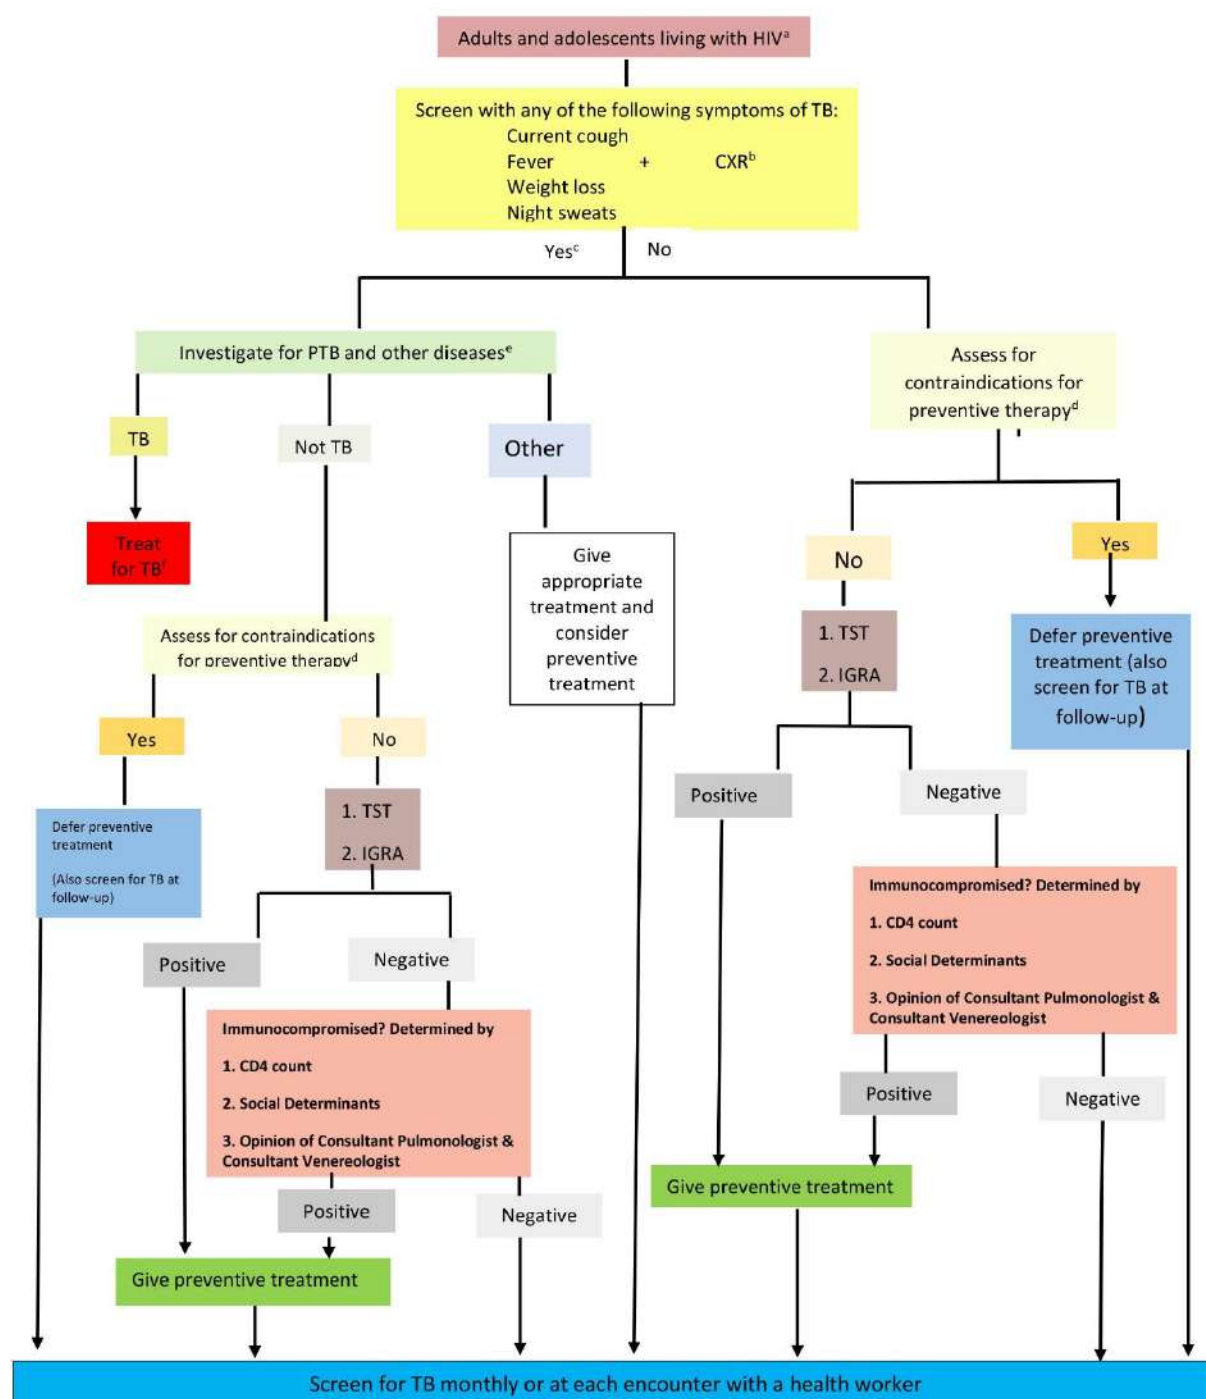 Adults and adolescents living with HIVᵃ
Screen with any of the following symptoms of TB:
Current cough
Fever + CXRᵇ
Weight loss
Night sweats
Yesᶜ No
Investigate for PTB and other diseasesᵉ
Assess for
contraindications for
preventive therapyᵈ
TB
Not TB
Other
Treat
for TBᶠ
Give
appropriate
treatment and
consider
preventive
treatment
No
Yes
Assess for contraindications
for preventive therapyᵈ
1. TST
2. IGRA
Defer preventive
treatment (also
screen for TB at
follow-up)
Yes
No
Positive
Negative
Defer preventive
treatment
(Also screen for TB at
follow-up)
1. TST
2. IGRA
Immunocompromised? Determined by
1. CD4 count
2. Social Determinants
3. Opinion of Consultant Pulmonologist &
Consultant Venereologist
Positive
Negative
Immunocompromised? Determined by
1. CD4 count
2. Social Determinants
3. Opinion of Consultant Pulmonologist &
Consultant Venereologist
Positive
Negative
Give preventive treatment
Positive
Negative
Give preventive treatment
Screen for TB monthly or at each encounter with a health worker